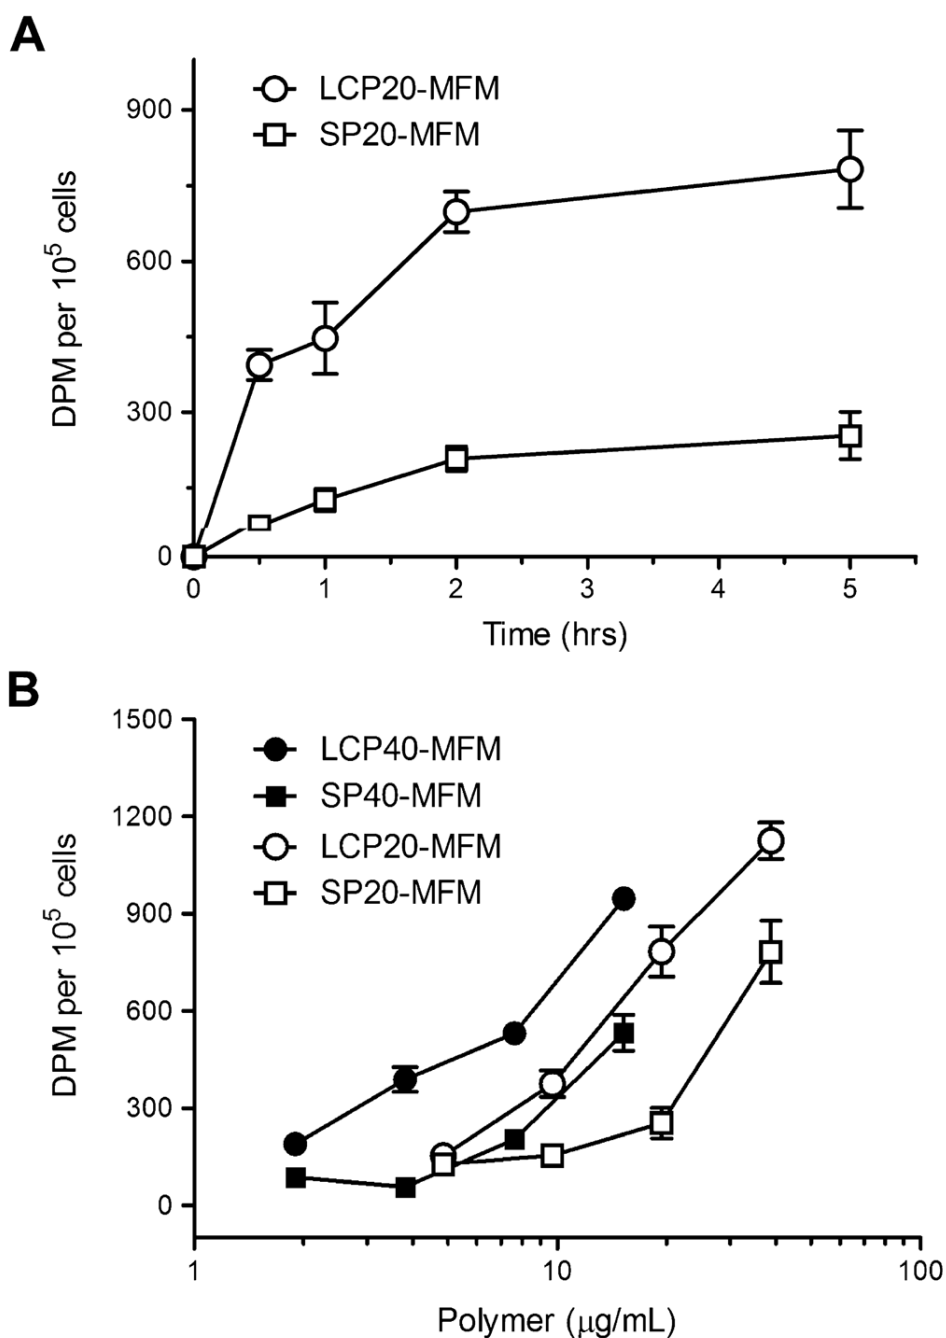 A
LCP20-MFM
SP20-MFM
900
600
300
0
DPM per 10⁵ cells
0 1 2 3 4 5
Time (hrs)
B
1500
1200
900
600
300
0
LCP40-MFM
SP40-MFM
LCP20-MFM
SP20-MFM
DPM per 10⁵ cells
1 10 100
Polymer (μg/mL)